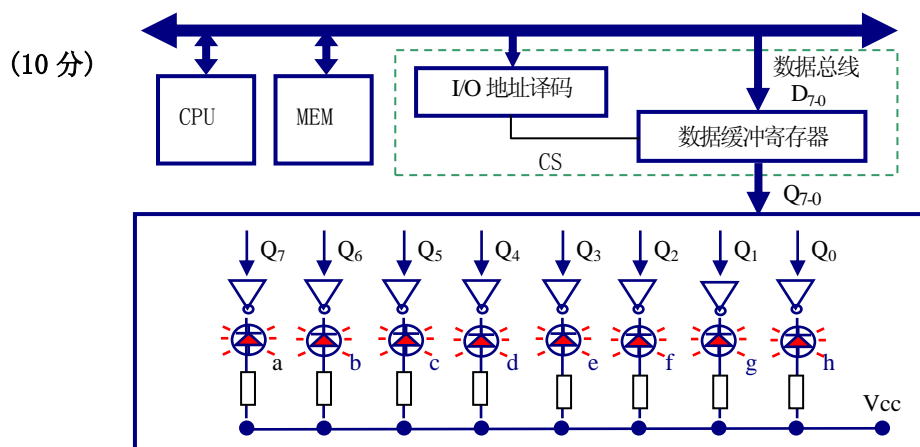 (10 分)
CPU
MEM
I/O 地址译码
数据总线
D7-0
数据缓冲寄存器
CS
Q7-0
Q7 Q6 Q5 Q4 Q3 Q2 Q1 Q0
a b c d e f g h
Vcc